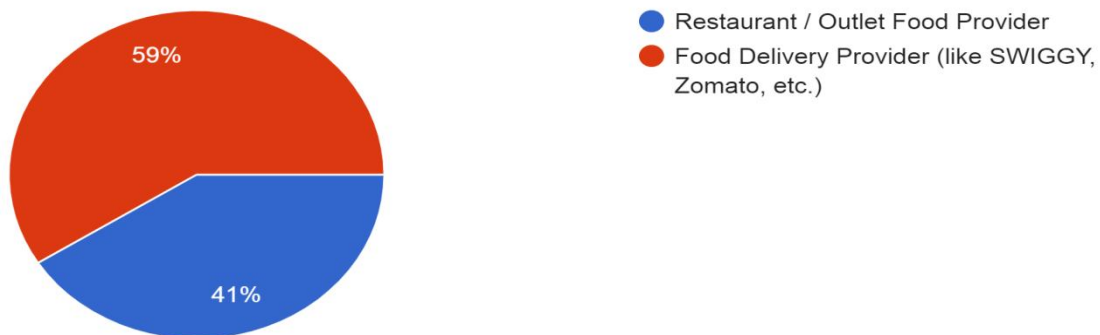 59%
41%
Restaurant / Outlet Food Provider
Food Delivery Provider (like SWIGGY,
Zomato, etc.)